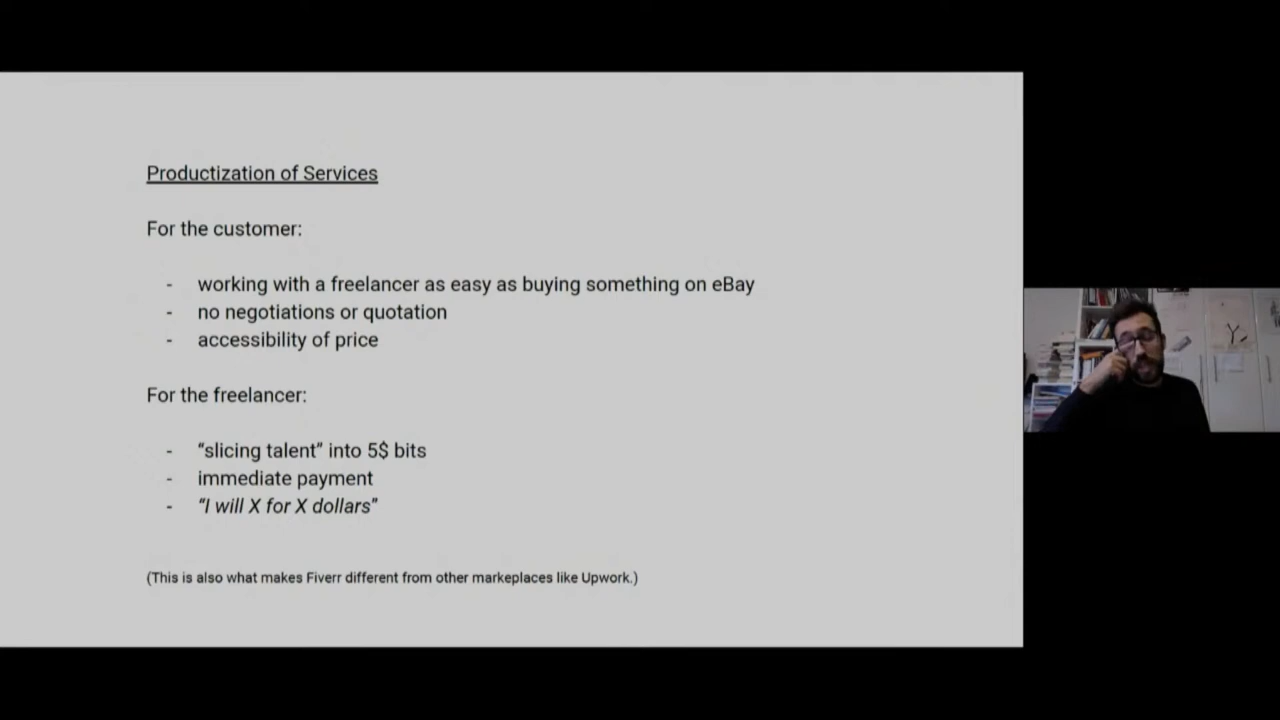 Productization of Services
For the customer:
- working with a freelancer as easy as buying something on eBay
- no negotiations or quotation
- accessibility of price
For the freelancer:
- “slicing talent” into 5$ bits
- immediate payment
- “I will X for X dollars”
(This is also what makes Fiverr different from other markeplaces like Upwork.)